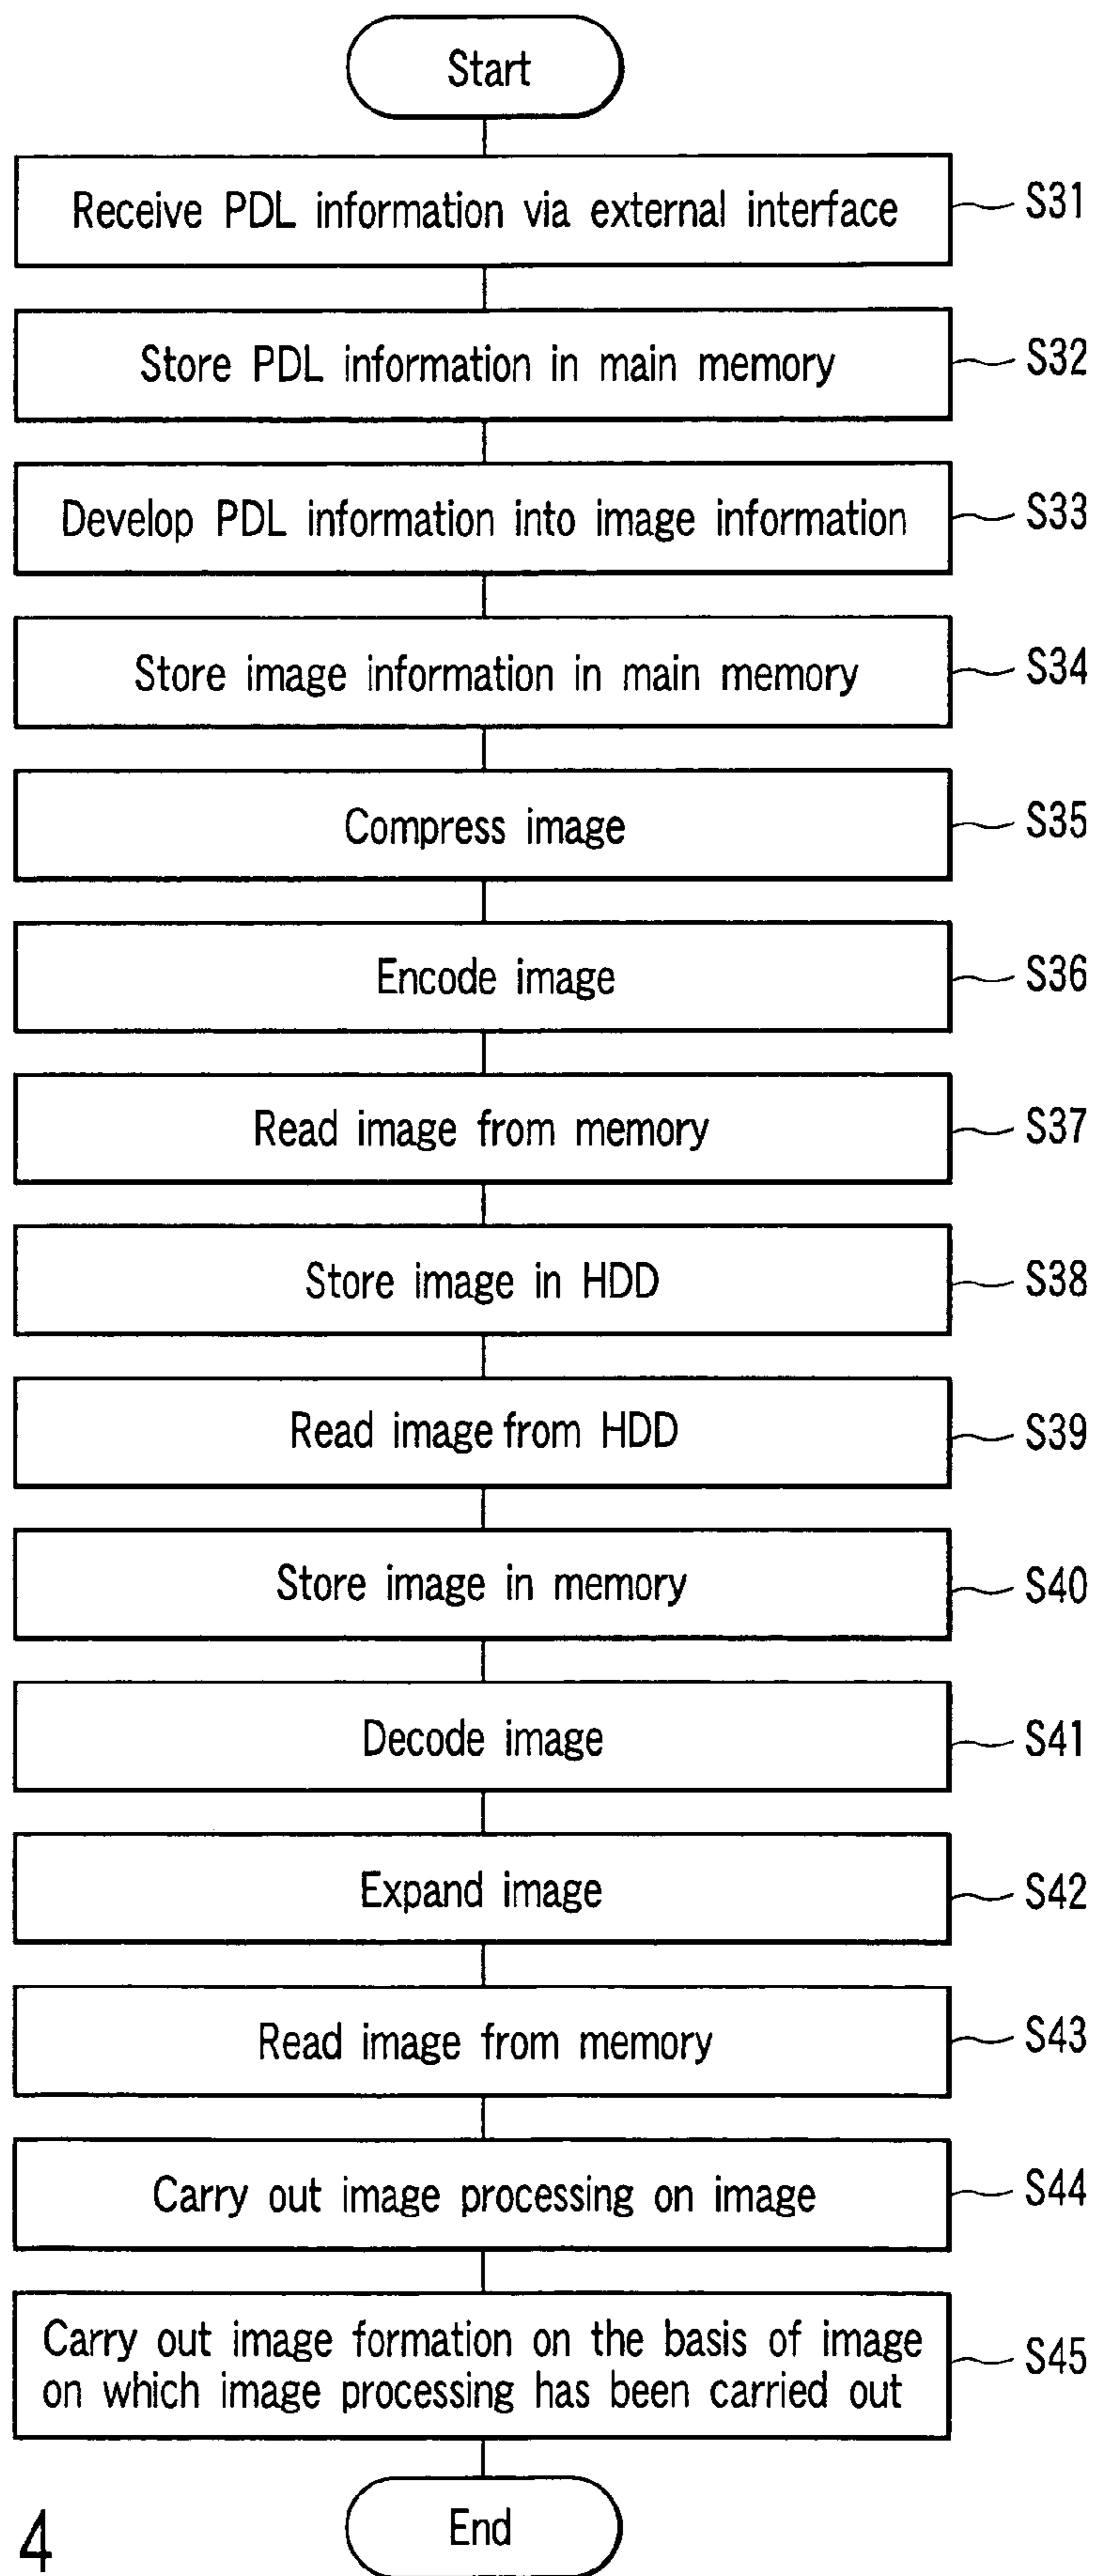 Start
Receive PDL information via external interface S31
Store PDL information in main memory S32
Develop PDL information into image information S33
Store image information in main memory S34
Compress image S35
Encode image S36
Read image from memory S37
Store image in HDD S38
Read image from HDD S39
Store image in memory S40
Decode image S41
Expand image S42
Read image from memory S43
Carry out image processing on image S44
Carry out image formation on the basis of image
on which image processing has been carried out S45
End
4